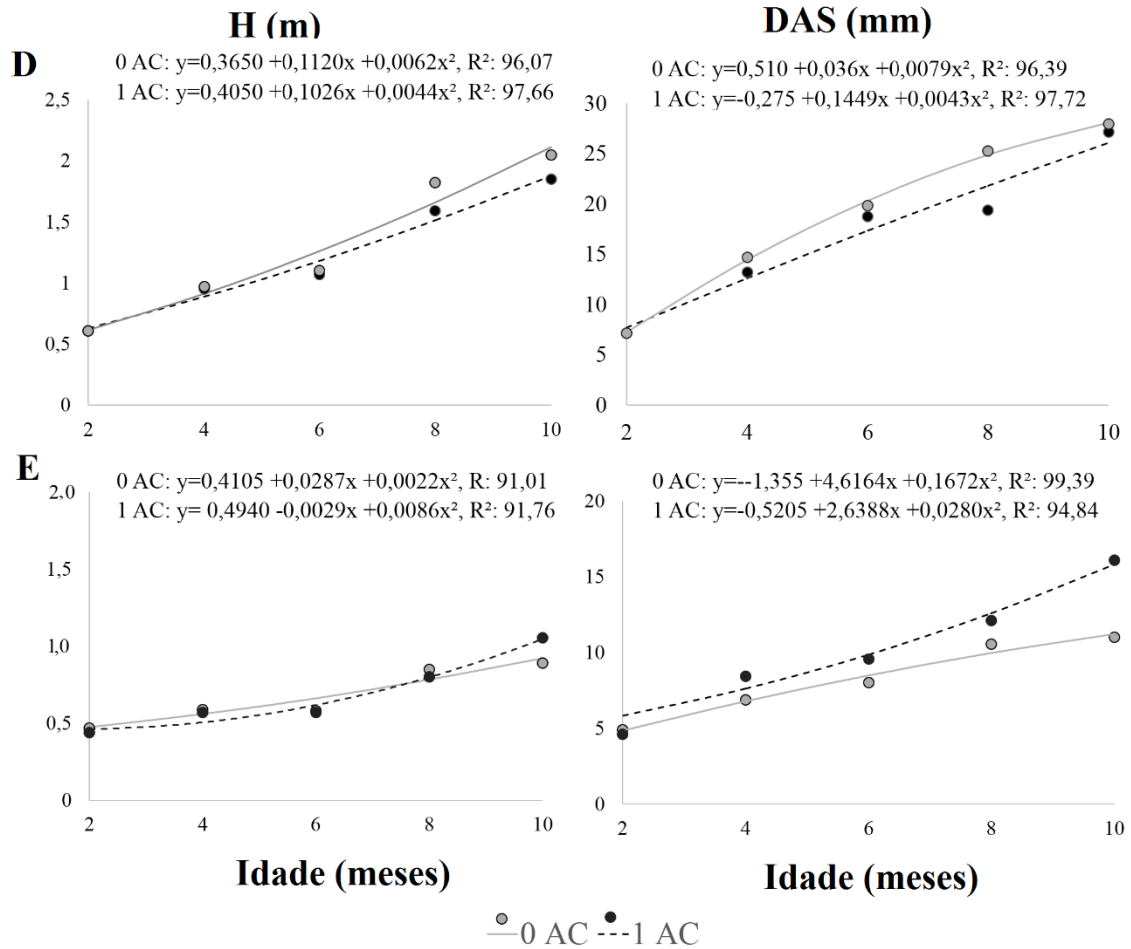 H (m)
DAS (mm)
D
0 AC: y=0,3650 +0,1120x +0,0062x², R²: 96,07
1 AC: y=0,4050 +0,1026x +0,0044x², R²: 97,66
2,5
2
1,5
1
0,5
0
2 4 6 8 10
0 AC: y=0,510 +0,036x +0,0079x², R²: 96,39
1 AC: y=-0,275 +0,1449x +0,0043x², R²: 97,72
30
25
20
15
10
5
0
2 4 6 8 10
E
0 AC: y=0,4105 +0,0287x +0,0022x², R: 91,01
1 AC: y= 0,4940 -0,0029x +0,0086x², R²: 91,76
2.0
1,5
1,0
0,5
0
2 4 6 8 10
Idade (meses)
0 AC: y=--1,355 +4,6164x +0,1672x², R²: 99,39
1 AC: y=-0,5205 +2,6388x +0,0280x², R²: 94,84
20
15
10
5
0
2 4 6 8 10
Idade (meses)
0 AC 1 AC